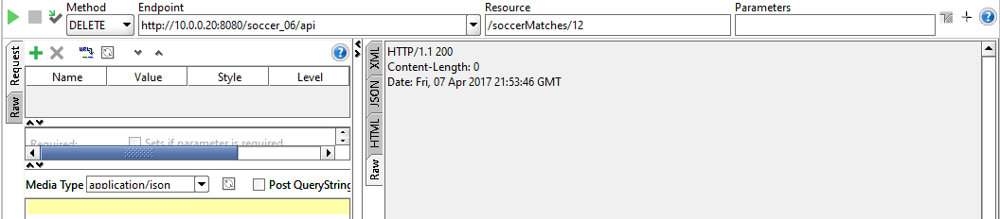 Method Endpoint Resource Parameters
DELETE http://10.0.0.20:8080/soccer_06/api /soccerMatches/12
Request
Raw
Name Value Style Level
Required: Sets if parameter is required
Media Type application/json Post QueryString
XML
JSON
HTML
Raw
HTTP/1.1 200
Content-Length: 0
Date: Fri, 07 Apr 2017 21:53:46 GMT